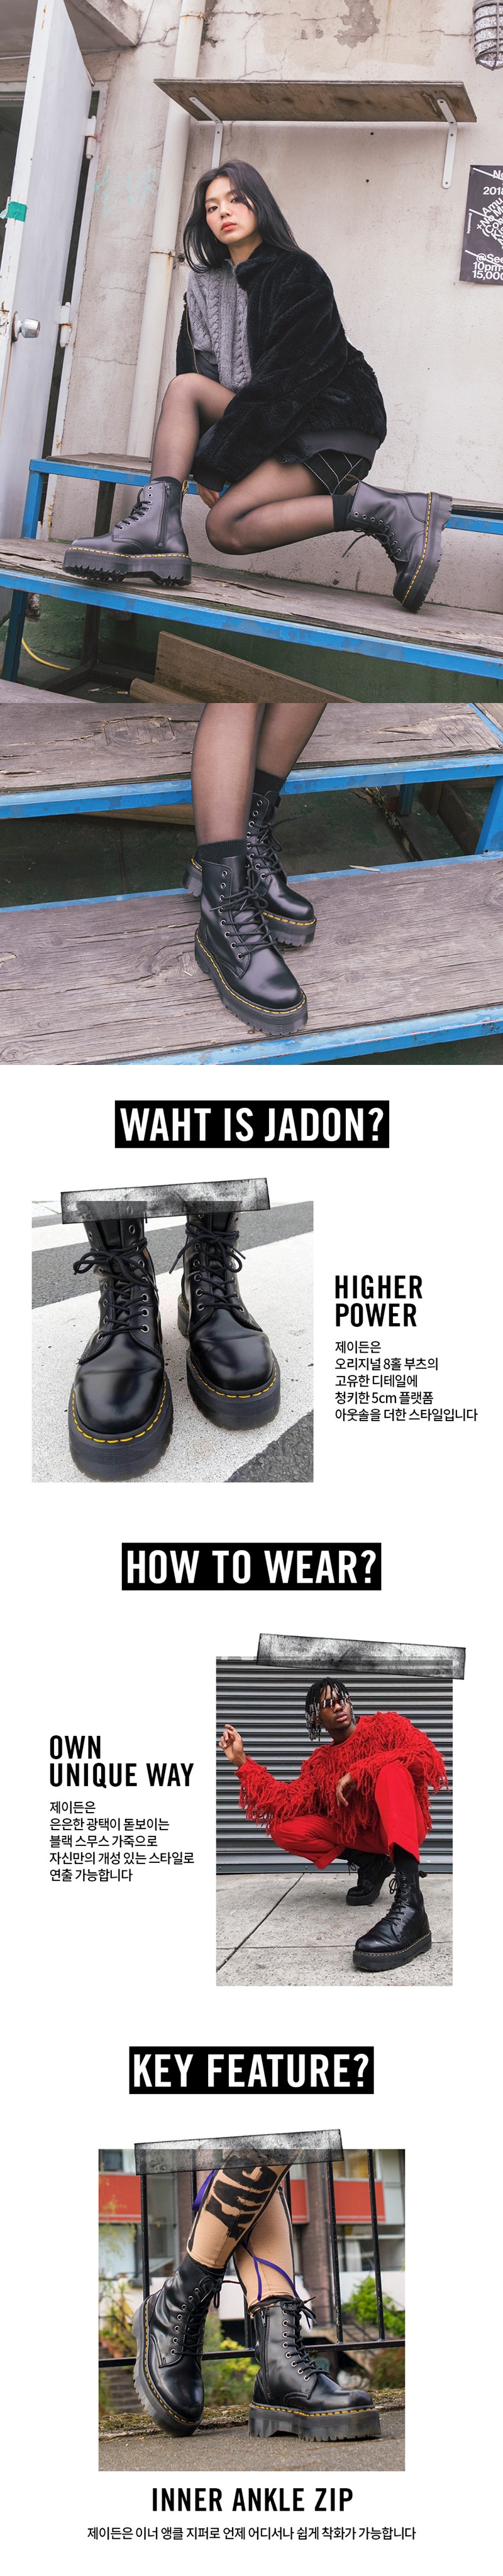 2018
@See
10pm
15,000
WAHT IS JADON?
HIGHER
POWER
제이든은
오리지널 8홀 부츠의
고유한 디테일에
청키한 5cm 플랫폼
아웃솔을 더한 스타일입니다
HOW TO WEAR?
OWN
UNIQUE WAY
제이든은
은은한 광택이 돋보이는
블랙 스무스 가죽으로
자신만의 개성 있는 스타일로
연출 가능합니다
KEY FEATURE?
INNER ANKLE ZIP
제이든은 이너 앵클 지퍼로 언제 어디서나 쉽게 착화가 가능합니다